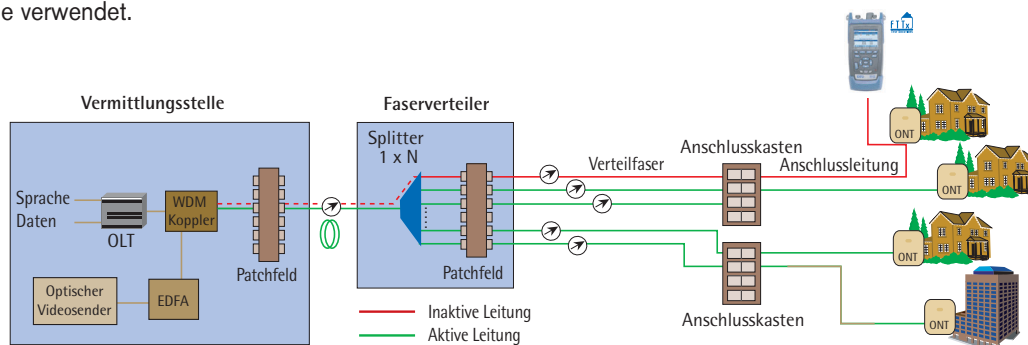 e verwendet.
FTTx
Vermittlungsstelle
Faserverteiler
Splitter
1 x N
Anschlusskasten
Verteilfaser
Anschlussleitung
ONT
ONT
Sprache
Daten
OLT
WDM
Koppler
Patchfeld
Patchfeld
ONT
Optischer
Videosender
EDFA
Inaktive Leitung
Aktive Leitung
Anschlusskasten
ONT